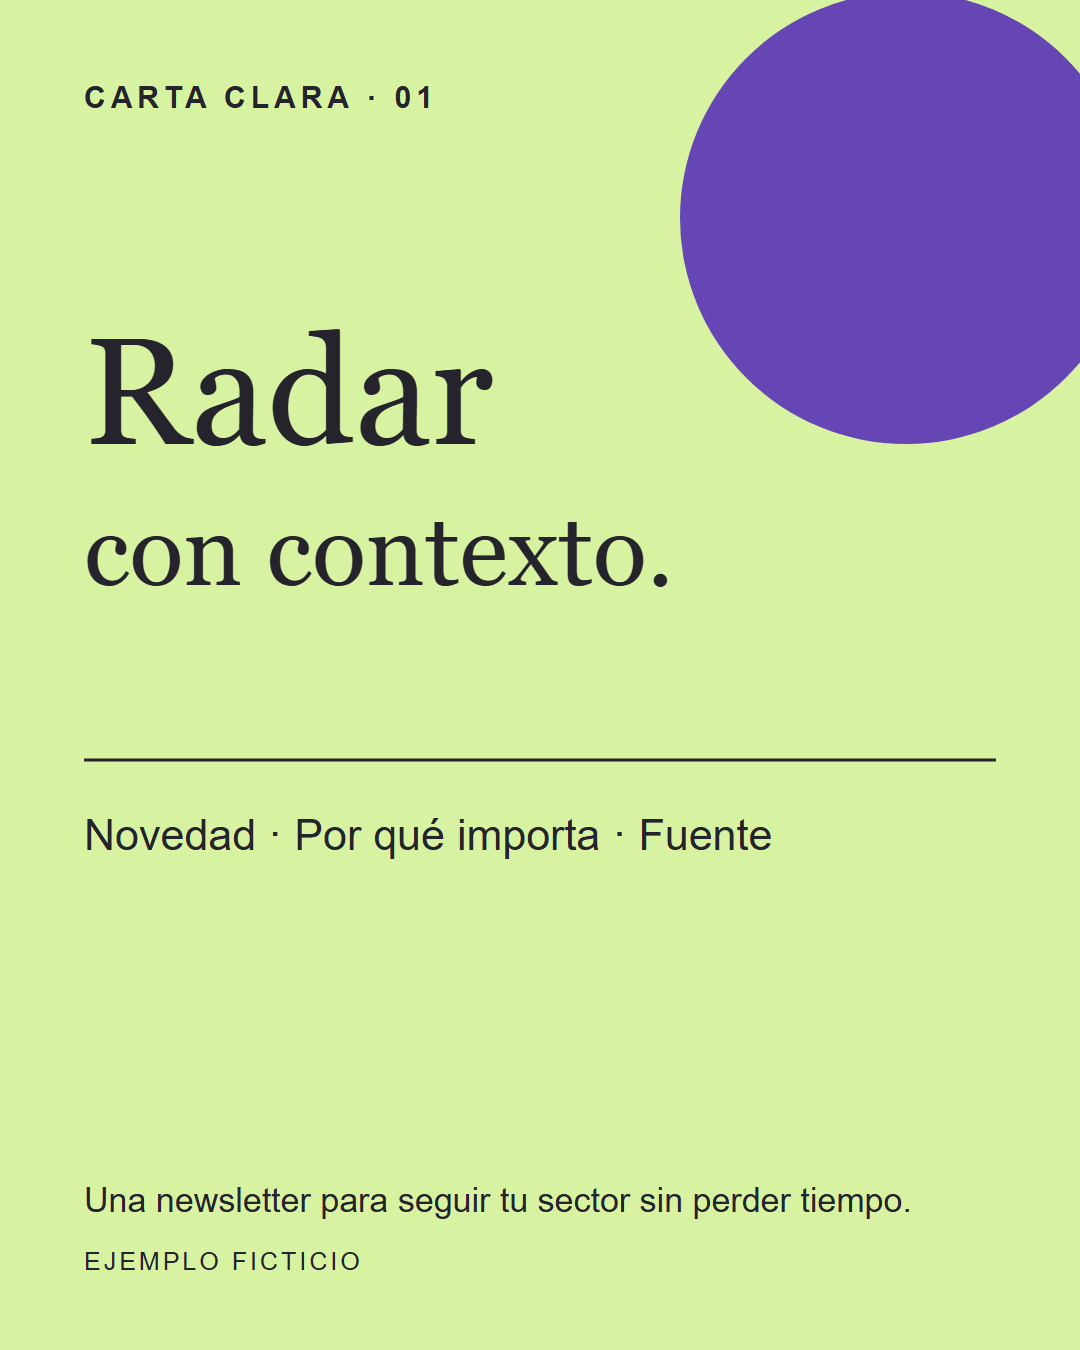 CARTA CLARA · 01
Radar
con contexto.
Novedad · Por qué importa · Fuente
Una newsletter para seguir tu sector sin perder tiempo.
EJEMPLO FICTICIO